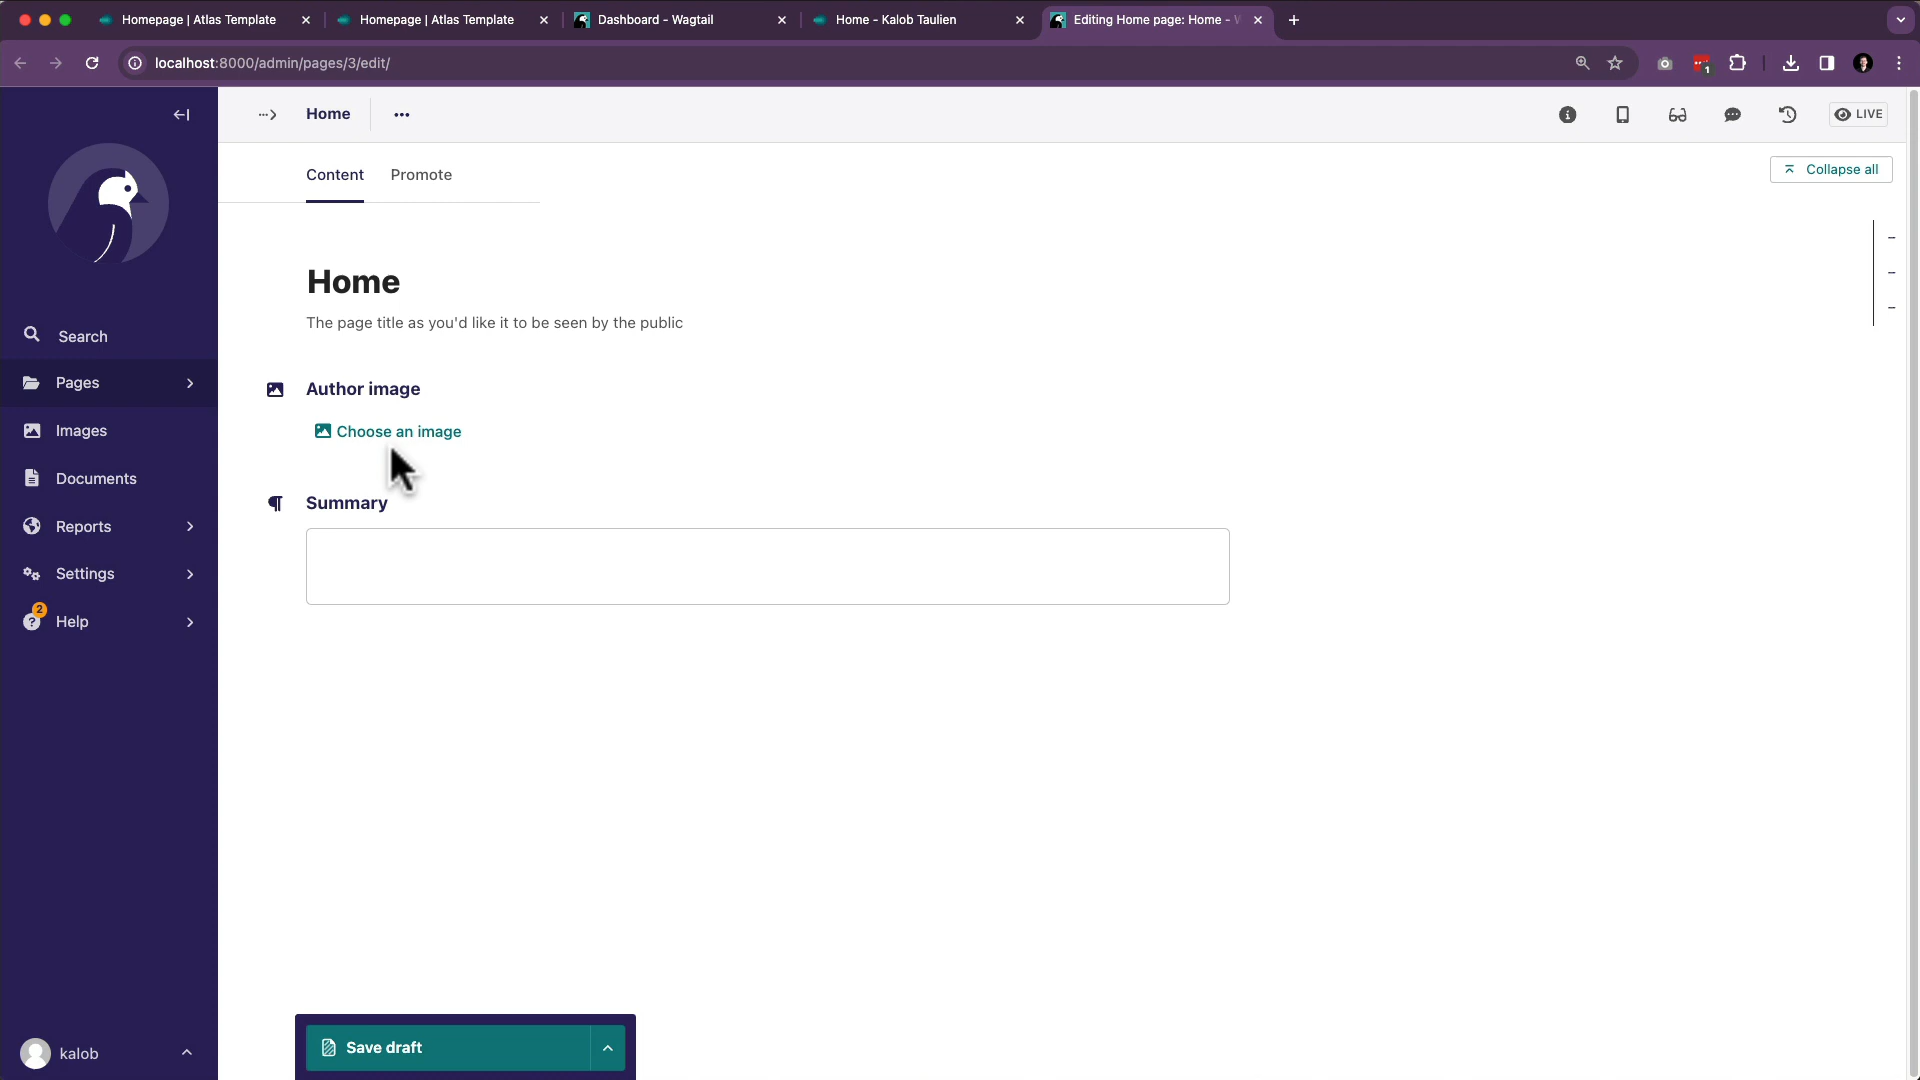 Homepage | Atlas Template
Homepage | Atlas Template
Dashboard - Wagtail
Home - Kalob Taulien
Editing Home page: Home -
localhost:8000/admin/pages/3/edit/
1
Home
LIVE
Content
Promote
Collapse all
Home
The page title as you'd like it to be seen by the public
Search
Pages
Images
Documents
Reports
Settings
2
Help
Author image
Choose an image
Summary
Save draft
kalob